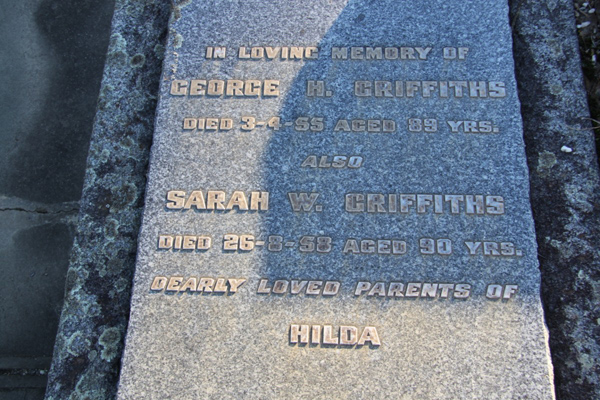 IN LOVING MEMORY OF
GEORGE H. GRIFFITHS
DIED 3-4-55 AGED 89 YRS.
ALSO
SARAH W. GRIFFITHS
DIED 26-8-58 AGED 90 YRS.
DEARLY LOVED PARENTS OF
HILDA